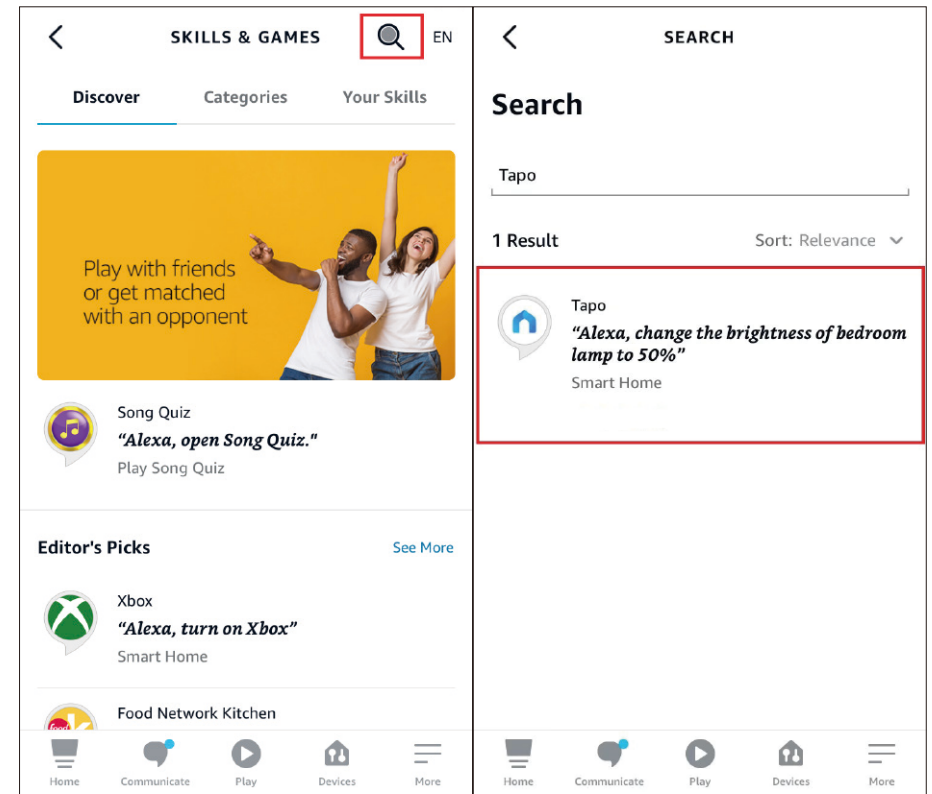 SKILLS & GAMES
EN
Discover
Categories
Your Skills
Play with friends
or get matched
with an opponent
Song Quiz
“Alexa, open Song Quiz."
Play Song Quiz
Editor's Picks
See More
Xbox
“Alexa, turn on Xbox”
Smart Home
food
Food Network Kitchen
Home
Communicate
Play
Devices
More
SEARCH
Search
Tapo
1 Result
Sort: Relevance
Tapo
“Alexa, change the brightness of bedroom
lamp to 50%”
Smart Home
Home
Communicate
Play
Devices
More